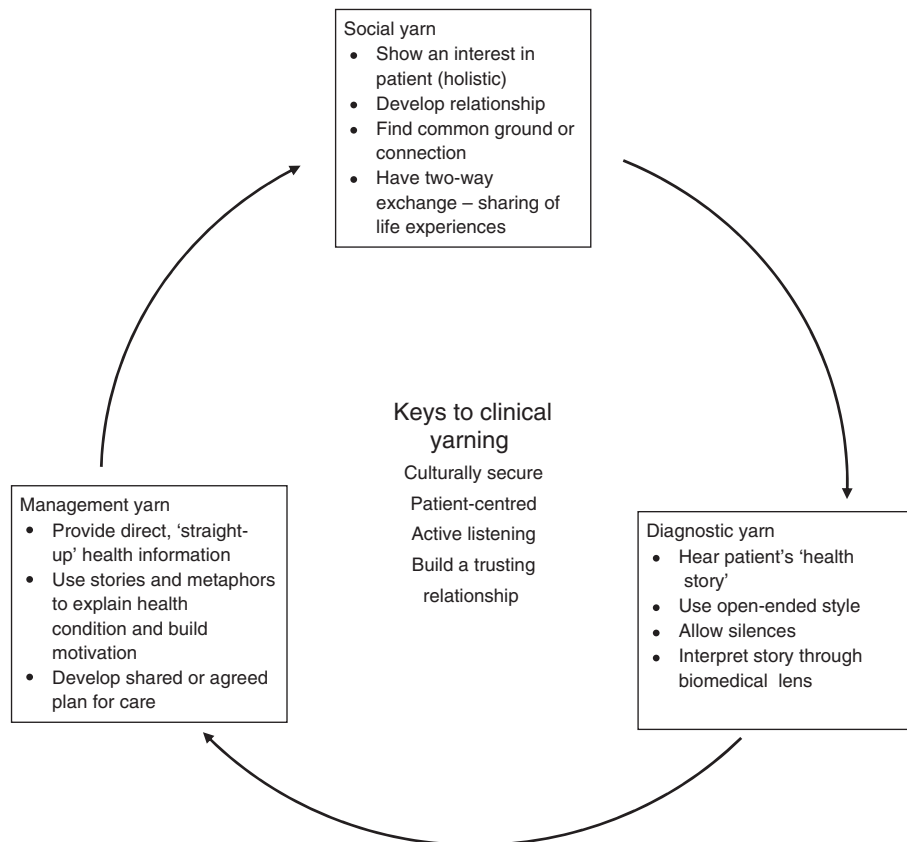 Social yarn
• Show an interest in
patient (holistic)
• Develop relationship
• Find common ground or
connection
• Have two-way
exchange – sharing of
life experiences
Keys to clinical
yarning
Culturally secure
Patient-centred
Active listening
Build a trusting
relationship
Management yarn
• Provide direct, ‘straight-
up’ health information
• Use stories and metaphors
to explain health
condition and build
motivation
• Develop shared or agreed
plan for care
Diagnostic yarn
• Hear patient’s ‘health
story’
• Use open-ended style
• Allow silences
• Interpret story through
biomedical lens